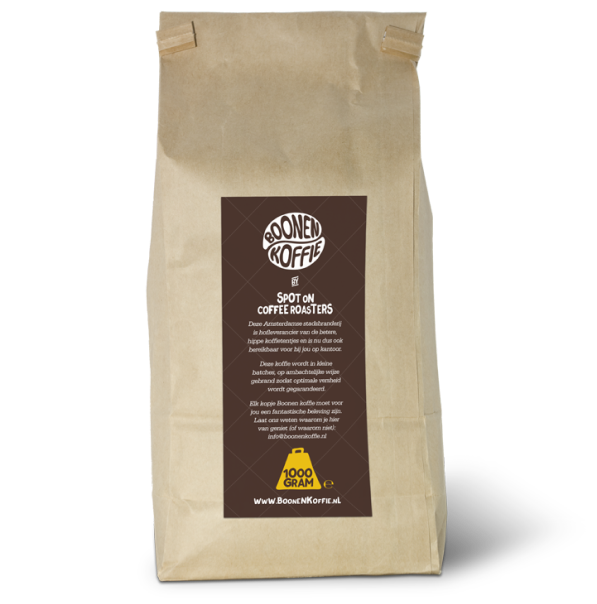 BOONEN
KOFFIE
BY
SPOT ON
COFFEE ROASTERS
Deze Amsterdamse stadsbranderij
is hofleverancier van de betere,
hippe koffietentjes en is nu dus ook
bereikbaar voor bij jou op kantoor.
Deze koffie wordt in kleine
batches, op ambachtelijke wijze
gebrand zodat optimale versheid
wordt gegarandeerd.
Elk kopje Boonen koffie moet voor
jou een fantastische beleving zijn.
Laat ons weten waarom je hier
van geniet (of waarom niet):
info@boonenkoffie.nl
1000
GRAM
℮
WWW.BOONENKOFFIE.NL